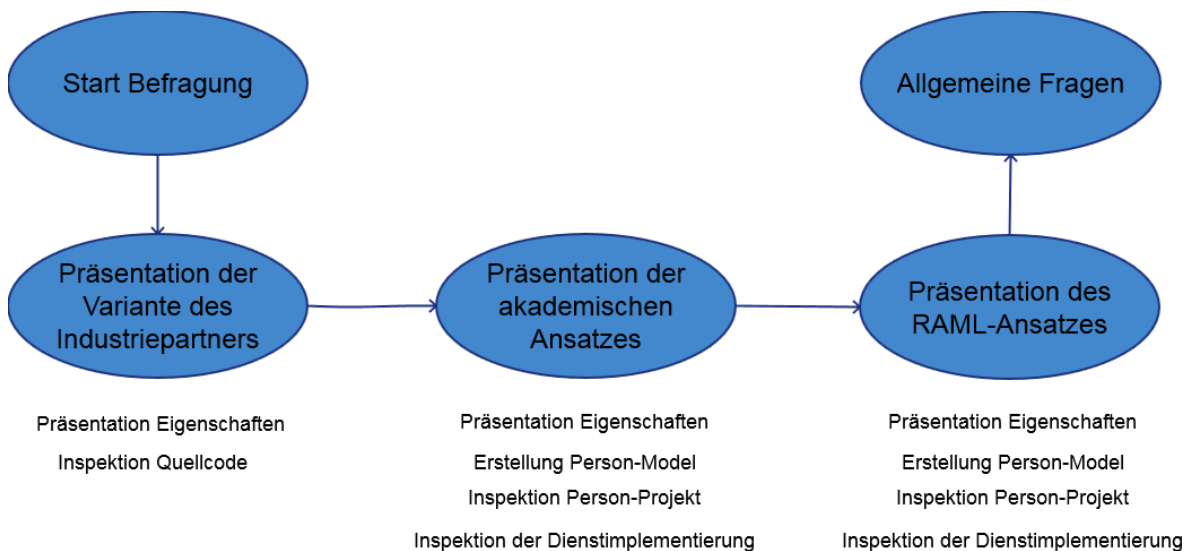 Start Befragung
Allgemeine Fragen
Präsentation der
Variante des
Industriepartners
Präsentation der
akademischen
Ansatzes
Präsentation des
RAML-Ansatzes
Präsentation Eigenschaften
Inspektion Quellcode
Präsentation Eigenschaften
Erstellung Person-Model
Inspektion Person-Projekt
Inspektion der Dienstimplementierung
Präsentation Eigenschaften
Erstellung Person-Model
Inspektion Person-Projekt
Inspektion der Dienstimplementierung